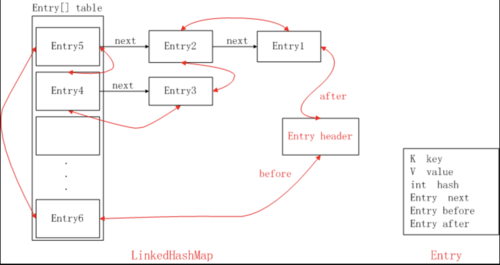 Entry[] table
Entry5
next
Entry2
next
Entry1
Entry4
next
Entry3
after
Entry header
before
Entry6
K key
V value
int hash
Entry next
Entry before
Entry after
LinkedHashMap
Entry